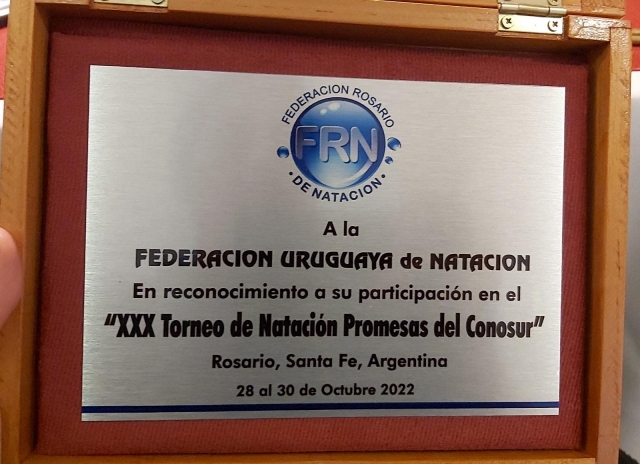 FEDERACION ROSARIO
FRN
• DE NATACION •
A la
FEDERACION URUGUAYA de NATACION
En reconocimiento a su participación en el
“XXX Torneo de Natación Promesas del Conosur”
Rosario, Santa Fe, Argentina
28 al 30 de Octubre 2022